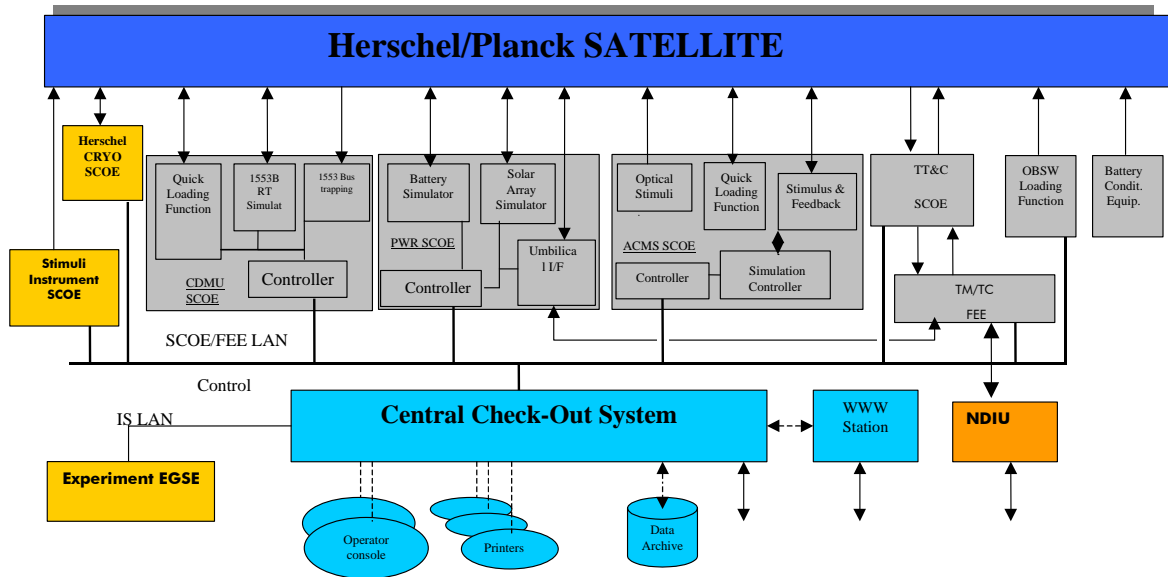 Herschel/Planck SATELLITE
Herschel
CRYO
SCOE
Quick
Loading
Function
1553B
RT
Simulat
1553 Bus
trapping
CDMU
SCOE
Controller
Battery
Simulator
Solar
Array
Simulator
PWR SCOE
Umbilica
l I/F
Controller
Optical
Stimuli
Quick
Loading
Function
Stimulus &
Feedback
ACMS SCOE
Controller
Simulation
Controller
TT&C
SCOE
OBSW
Loading
Function
Battery
Condit.
Equip.
Stimuli
Instrument
SCOE
TM/TC
FEE
SCOE/FEE LAN
Control
IS LAN
Central Check-Out System
WWW
Station
NDIU
Experiment EGSE
Operator
console
Printers
Data
Archive